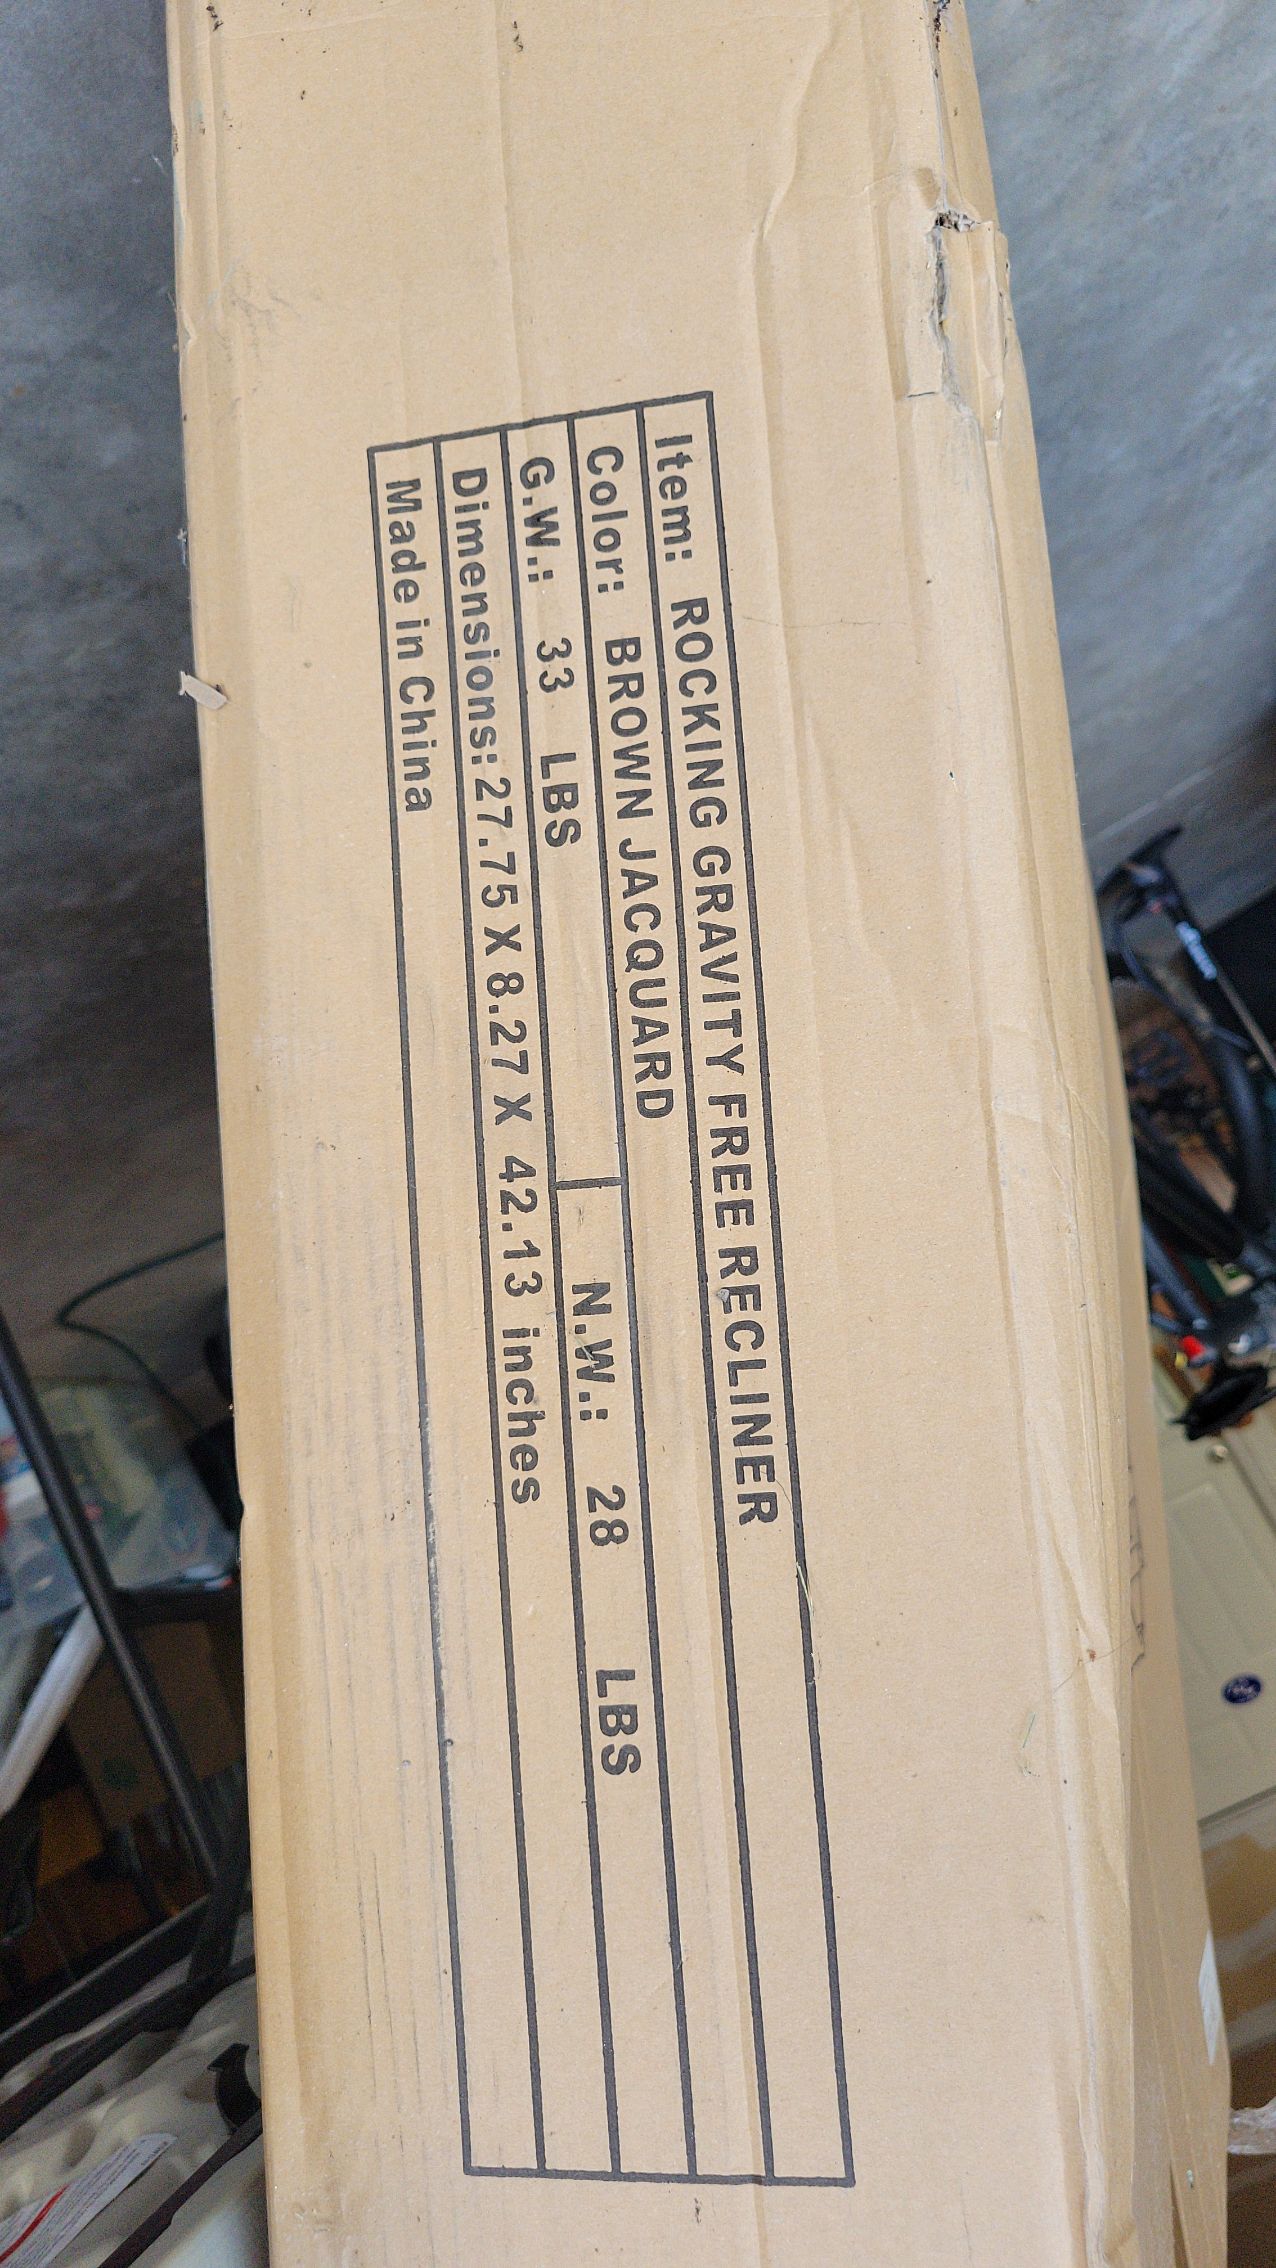 Item: ROCKING GRAVITY FREE RECLINER
Color: BROWN JACQUARD
G.W.: 33 LBS N.W.: 28 LBS
Dimensions: 27.75 X 8.27 X 42.13 inches
Made in China